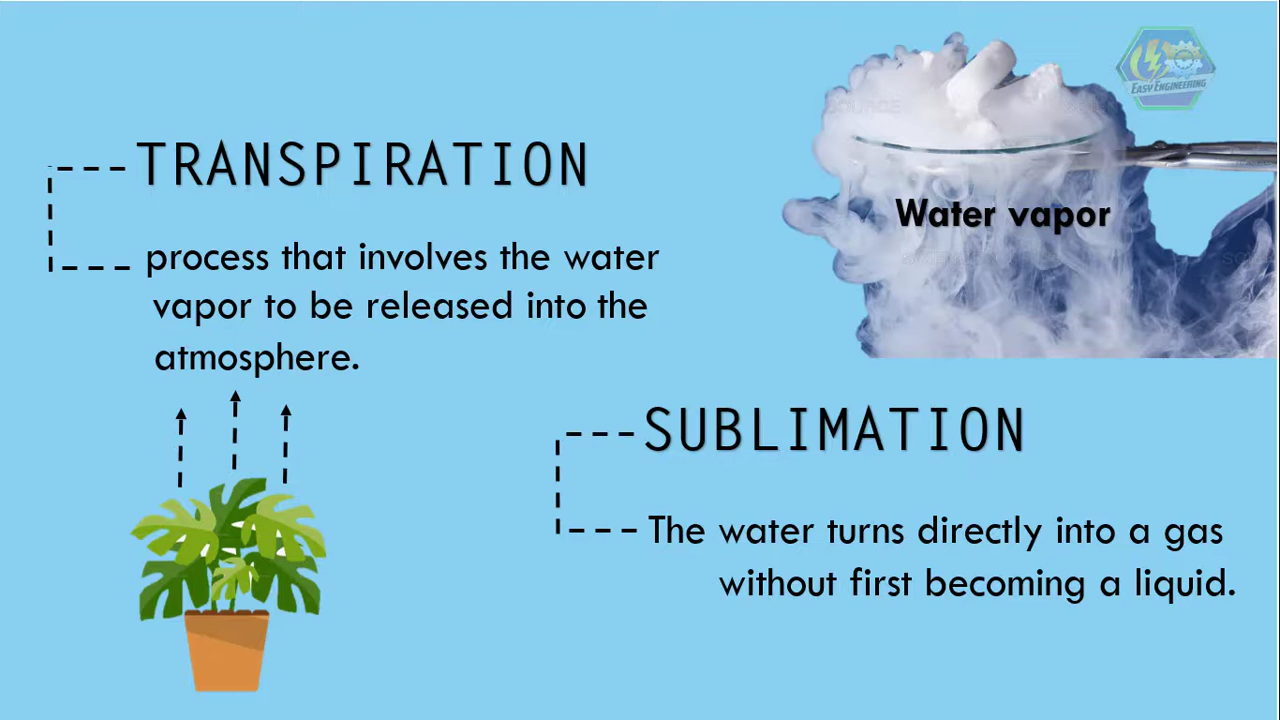 TRANSPIRATION
process that involves the water
vapor to be released into the
atmosphere.
EASY ENGINEERING
Water vapor
SUBLIMATION
The water turns directly into a gas
without first becoming a liquid.